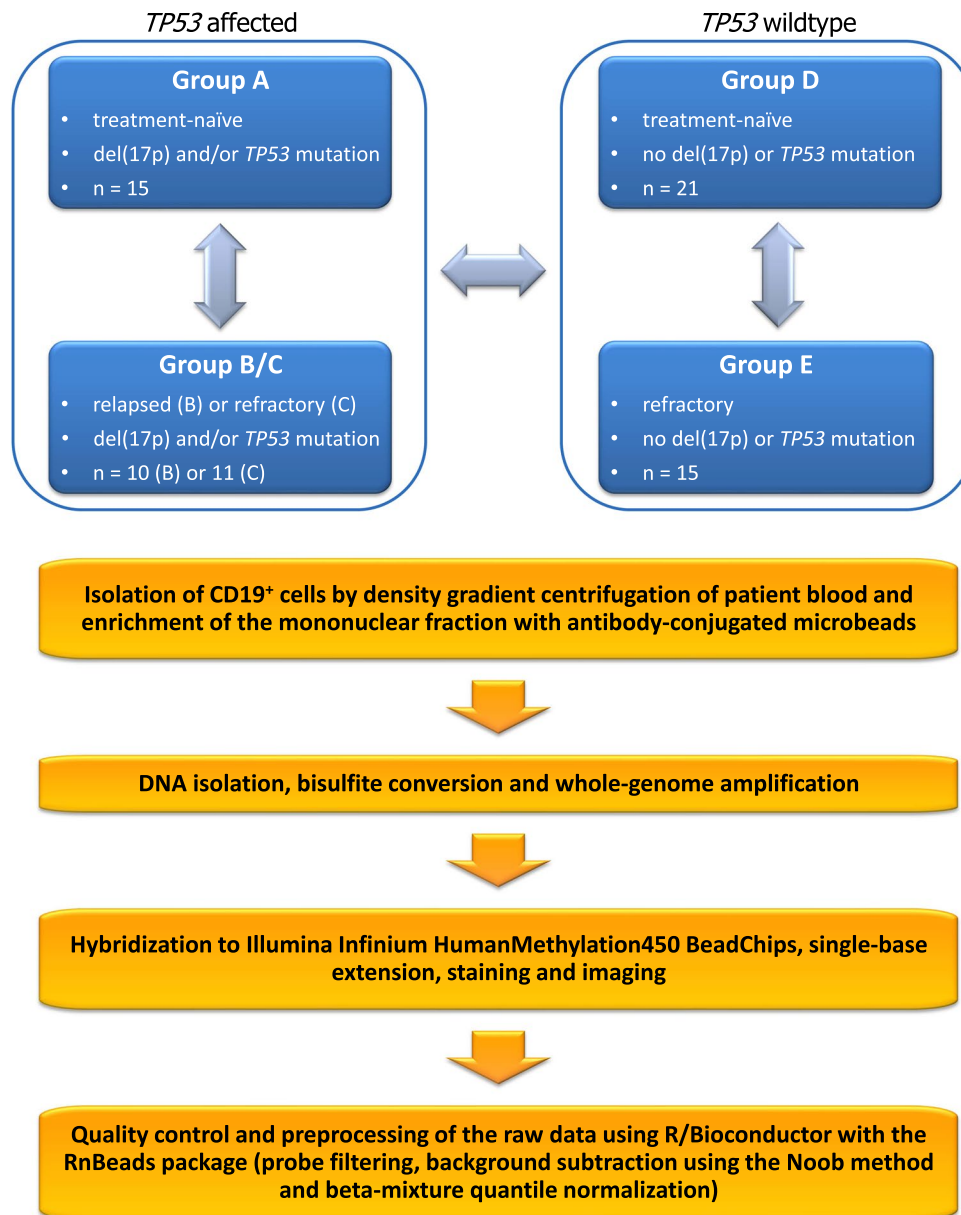 TP53 affected
TP53 wildtype
Group A
• treatment-naïve
• del(17p) and/or TP53 mutation
• n = 15
Group D
• treatment-naïve
• no del(17p) or TP53 mutation
• n = 21
Group B/C
• relapsed (B) or refractory (C)
• del(17p) and/or TP53 mutation
• n = 10 (B) or 11 (C)
Group E
• refractory
• no del(17p) or TP53 mutation
• n = 15
Isolation of CD19⁺ cells by density gradient centrifugation of patient blood and
enrichment of the mononuclear fraction with antibody-conjugated microbeads
DNA isolation, bisulfite conversion and whole-genome amplification
Hybridization to Illumina Infinium HumanMethylation450 BeadChips, single-base
extension, staining and imaging
Quality control and preprocessing of the raw data using R/Bioconductor with the
RnBeads package (probe filtering, background subtraction using the Noob method
and beta-mixture quantile normalization)